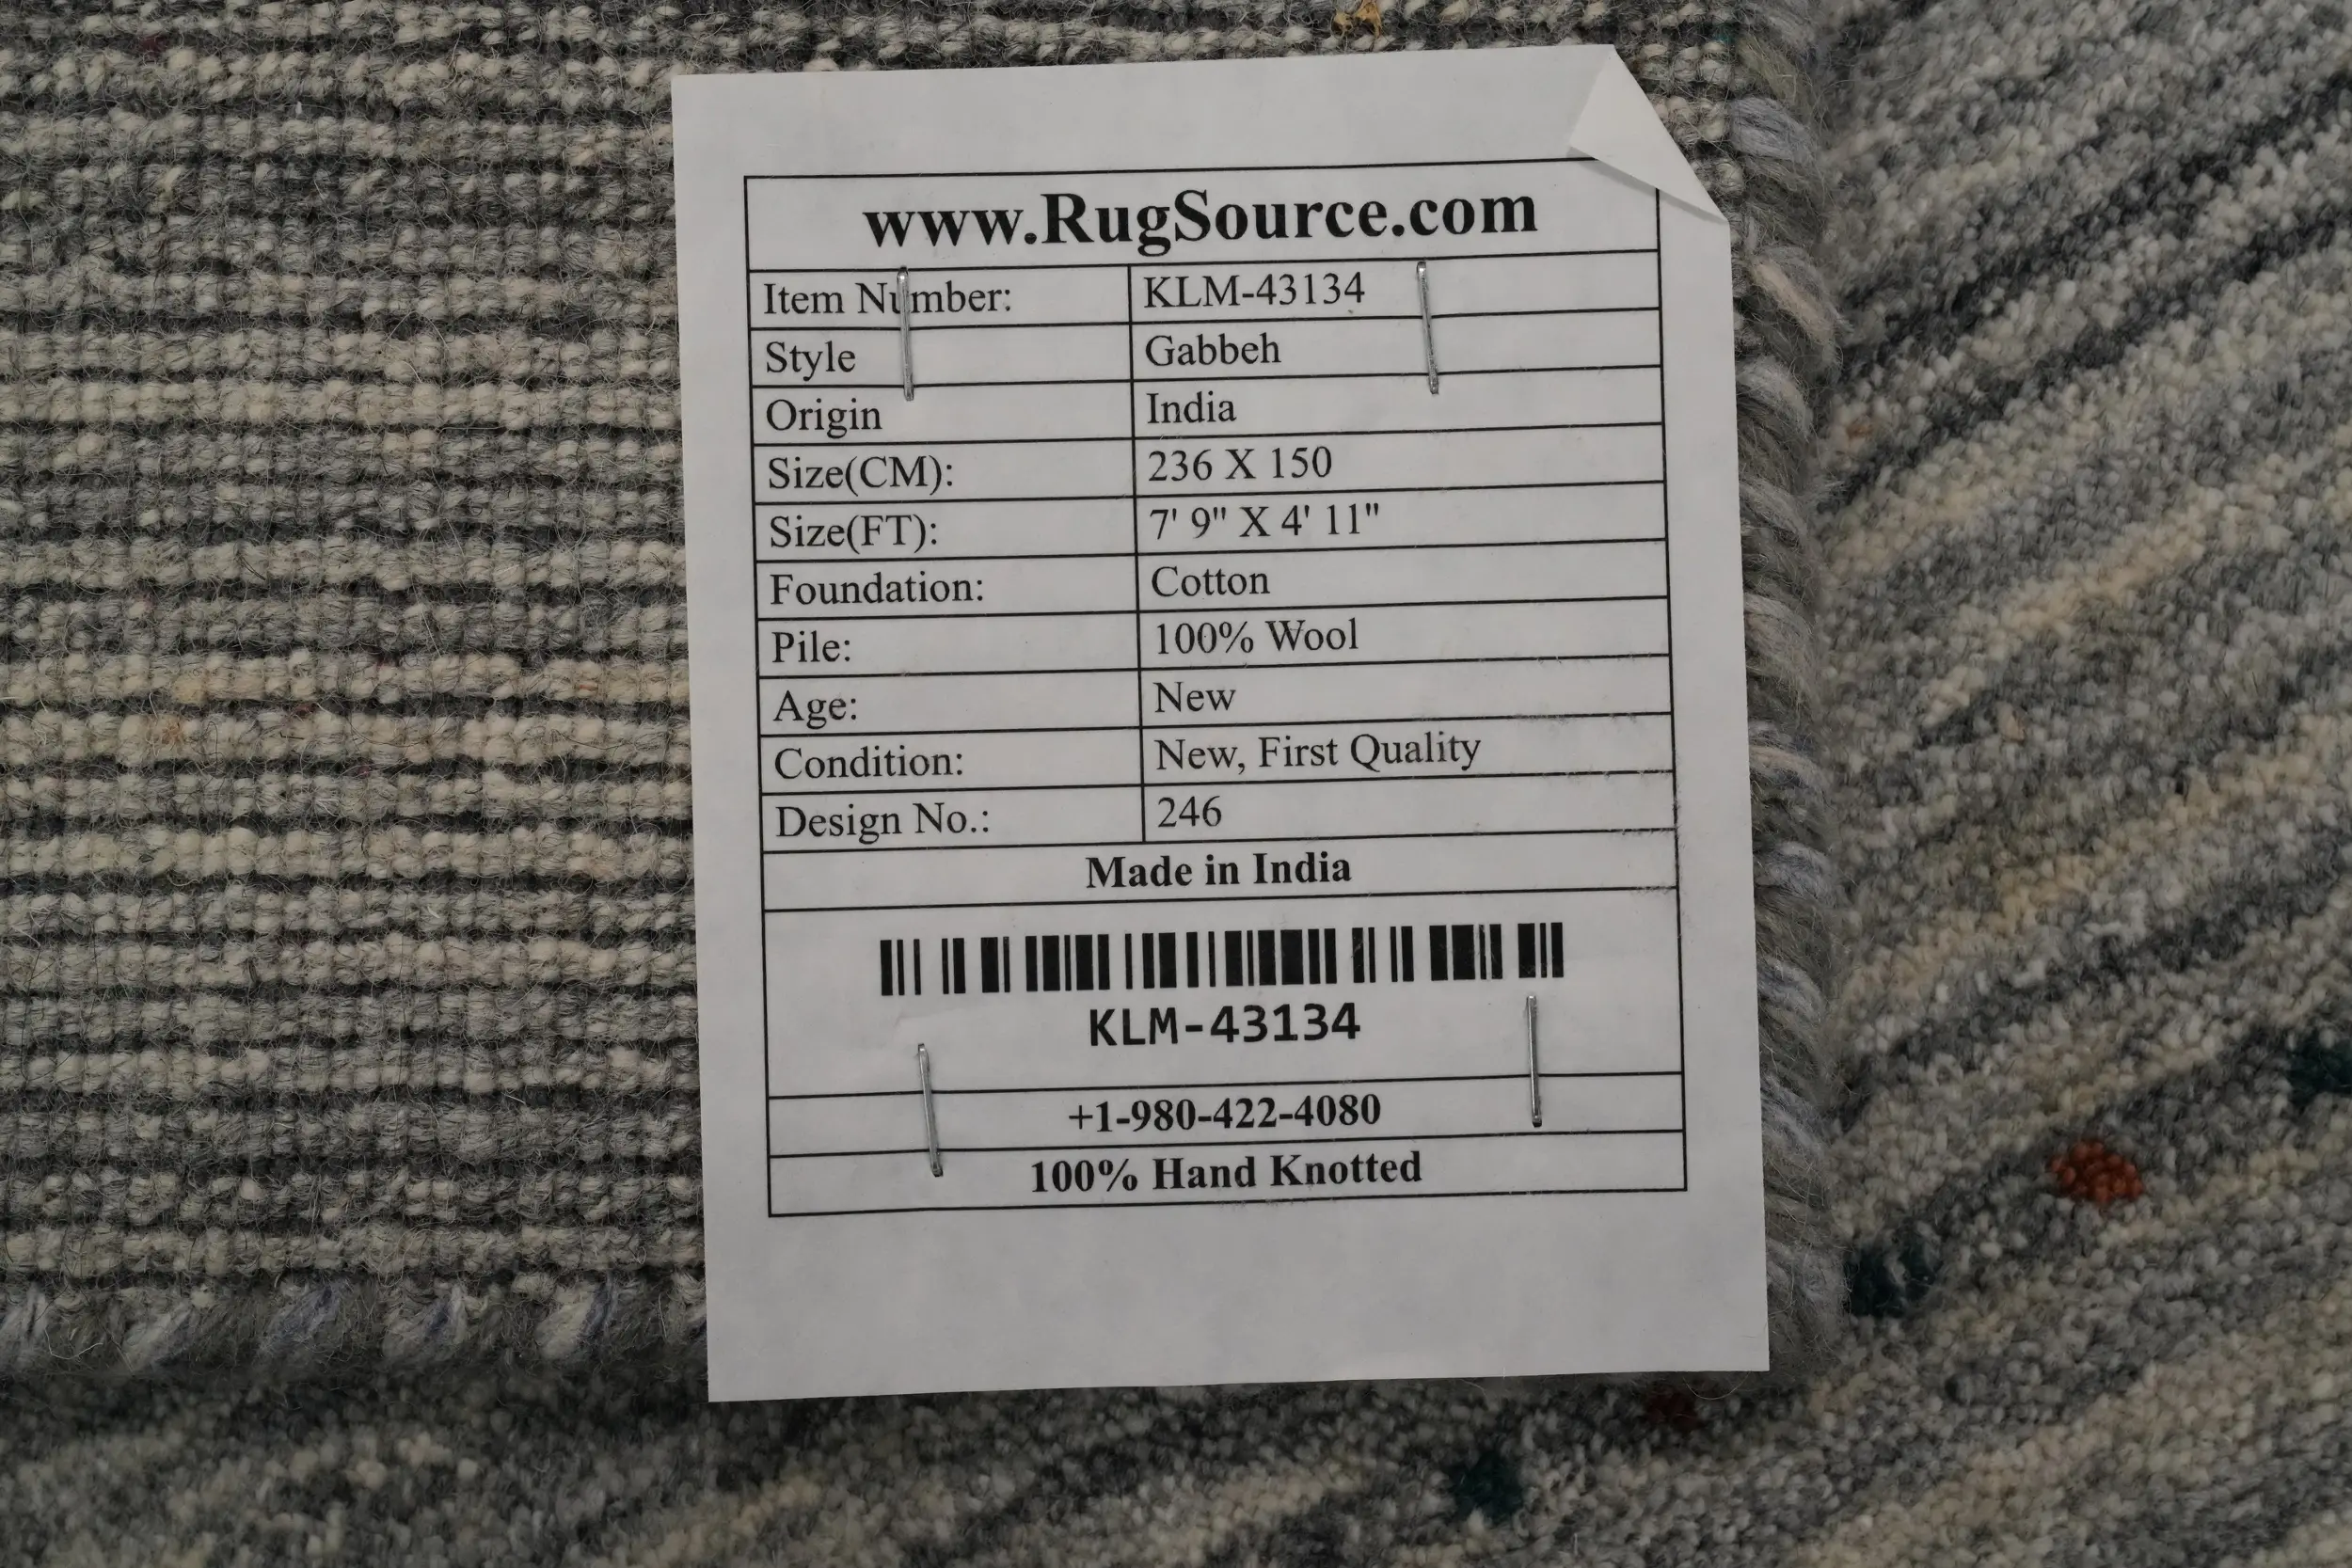 www.RugSource.com
Item Number: KLM-43134
Style Gabbeh
Origin India
Size(CM): 236 X 150
Size(FT): 7' 9" X 4' 11"
Foundation: Cotton
Pile: 100% Wool
Age: New
Condition: New, First Quality
Design No.: 246
Made in India
KLM-43134
+1-980-422-4080
100% Hand Knotted